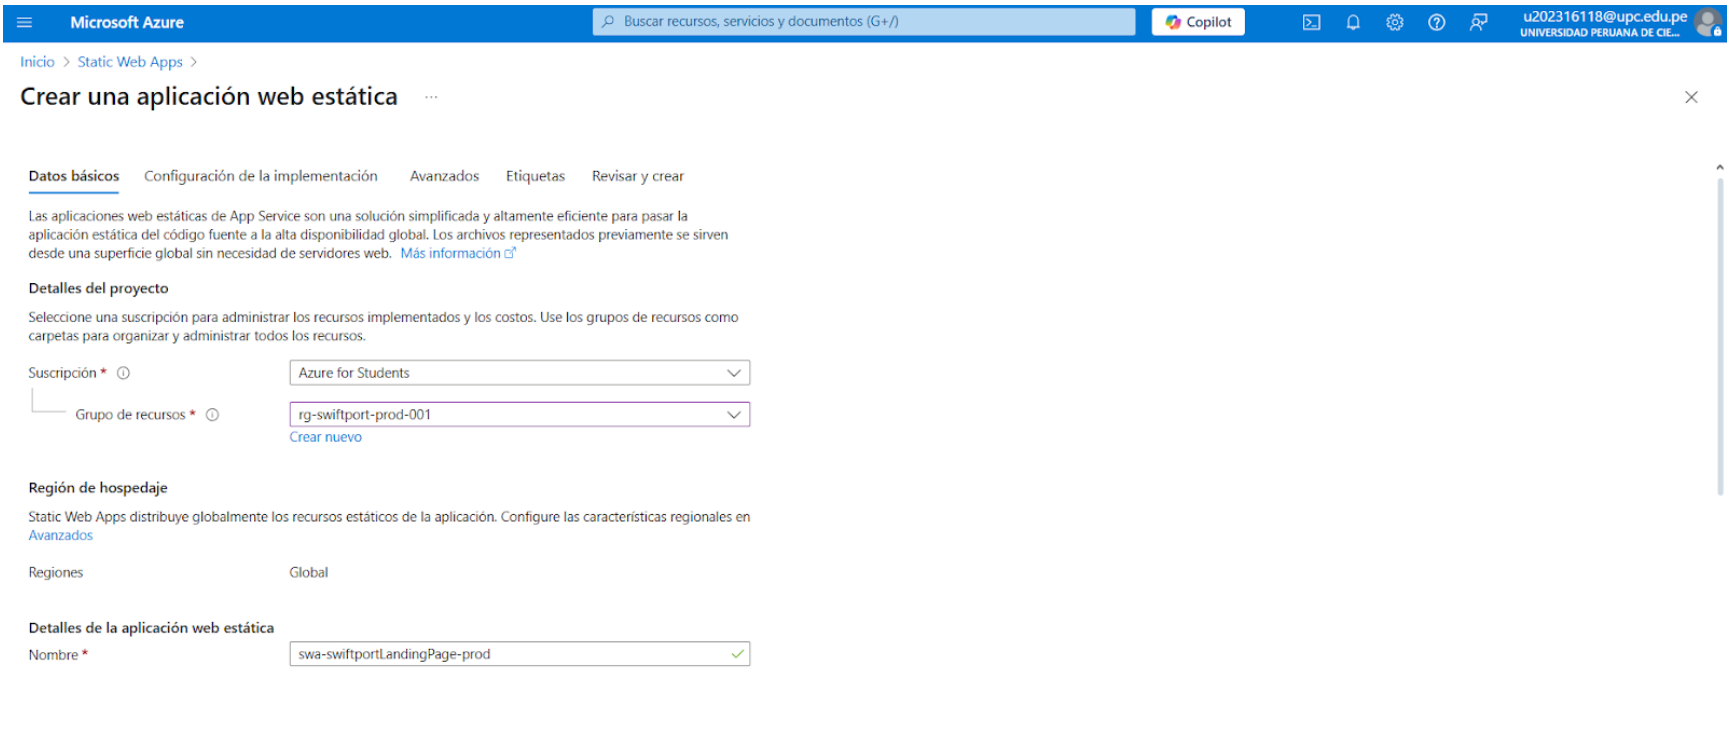 Microsoft Azure
Buscar recursos, servicios y documentos (G+/)
Copilot
u202316118@upc.edu.pe
UNIVERSIDAD PERUANA DE CIE...
Inicio > Static Web Apps >
Crear una aplicación web estática ...
Datos básicos Configuración de la implementación Avanzados Etiquetas Revisar y crear
Las aplicaciones web estáticas de App Service son una solución simplificada y altamente eficiente para pasar la
aplicación estática del código fuente a la alta disponibilidad global. Los archivos representados previamente se sirven
desde una superficie global sin necesidad de servidores web. Más información
Detalles del proyecto
Seleccione una suscripción para administrar los recursos implementados y los costos. Use los grupos de recursos como
carpetas para organizar y administrar todos los recursos.
Suscripción * Azure for Students
Grupo de recursos * rg-swiftport-prod-001
Crear nuevo
Región de hospedaje
Static Web Apps distribuye globalmente los recursos estáticos de la aplicación. Configure las características regionales en
Avanzados
Regiones Global
Detalles de la aplicación web estática
Nombre * swa-swiftportLandingPage-prod